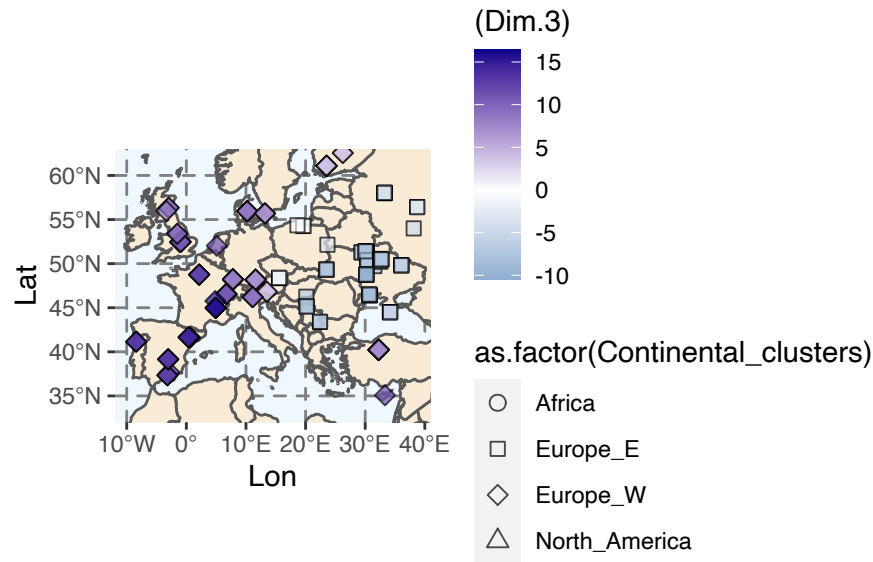 (Dim.3)
15
10
5
0
-5
-10
60°N
55°N
50°N
45°N
40°N
35°N
Lat
10°W 0° 10°E 20°E 30°E 40°E
Lon
as.factor(Continental_clusters)
Africa
Europe_E
Europe_W
North_America